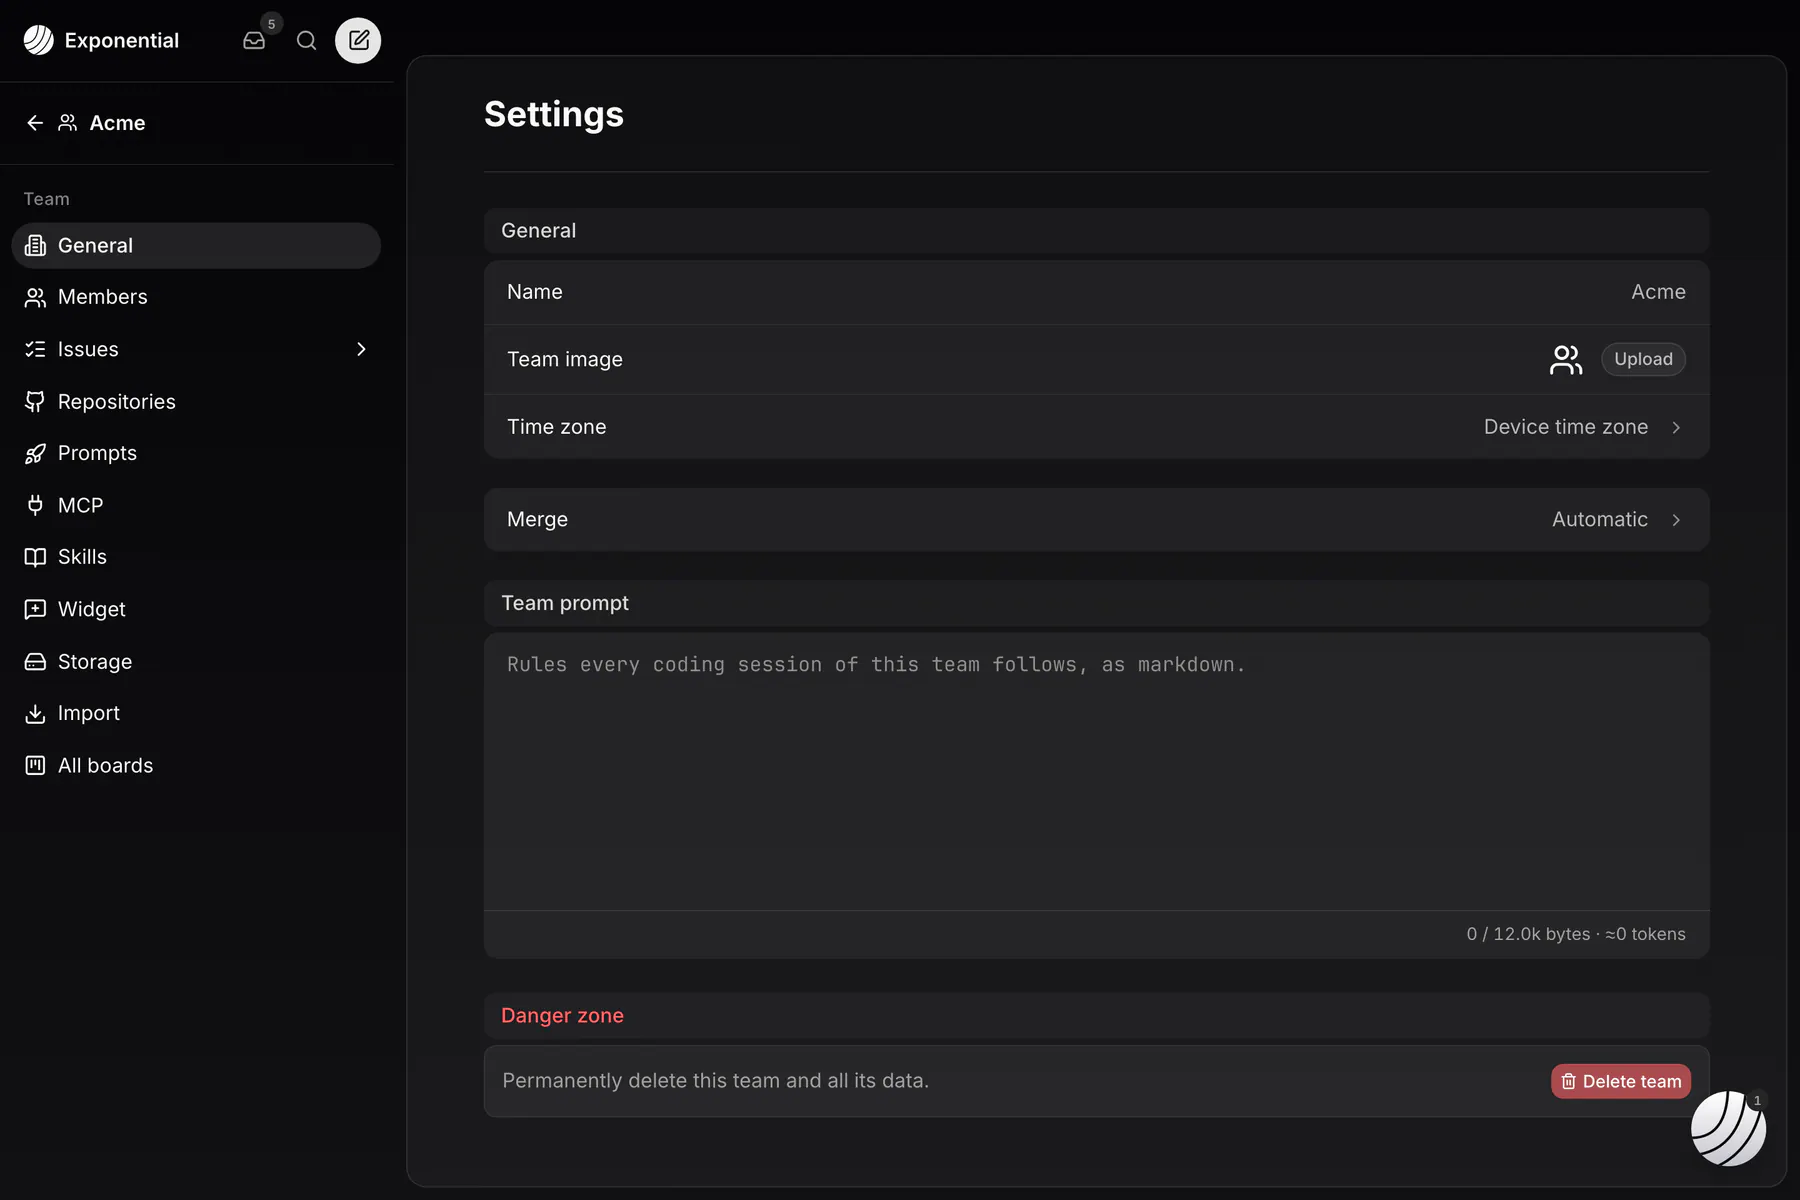 Exponential
5
Acme
Team
General
Members
Issues
Repositories
Prompts
MCP
Skills
Widget
Storage
Import
All boards
Settings
General
Name
Acme
Team image
Upload
Time zone
Device time zone
Merge
Automatic
Team prompt
Rules every coding session of this team follows, as markdown.
0 / 12.0k bytes · ≈0 tokens
Danger zone
Permanently delete this team and all its data.
Delete team
1